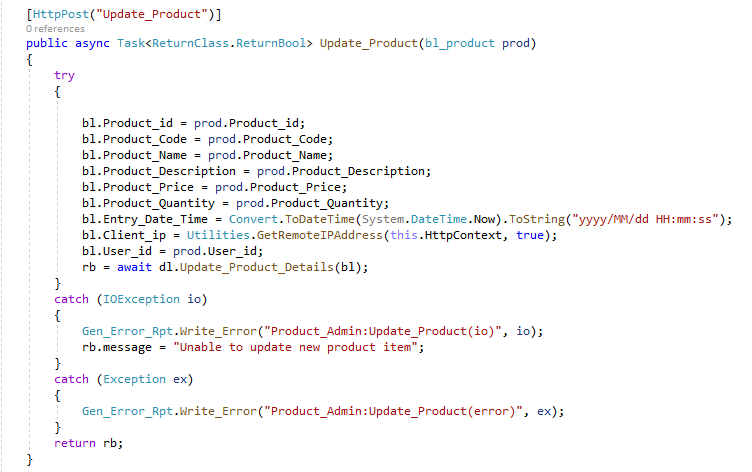 [HttpPost("Update_Product")]
0 references
public async Task<ReturnClass.ReturnBool> Update_Product(bl_product prod)
{
try
{
bl.Product_id = prod.Product_id;
bl.Product_Code = prod.Product_Code;
bl.Product_Name = prod.Product_Name;
bl.Product_Description = prod.Product_Description;
bl.Product_Price = prod.Product_Price;
bl.Product_Quantity = prod.Product_Quantity;
bl.Entry_Date_Time = Convert.ToDateTime(System.DateTime.Now).ToString("yyyy/MM/dd HH:mm:ss");
bl.Client_ip = Utilities.GetRemoteIPAddress(this.HttpContext, true);
bl.User_id = prod.User_id;
rb = await dl.Update_Product_Details(bl);
}
catch (IOException io)
{
Gen_Error_Rpt.Write_Error("Product_Admin:Update_Product(io)", io);
rb.message = "Unable to update new product item";
}
catch (Exception ex)
{
Gen_Error_Rpt.Write_Error("Product_Admin:Update_Product(error)", ex);
}
return rb;
}